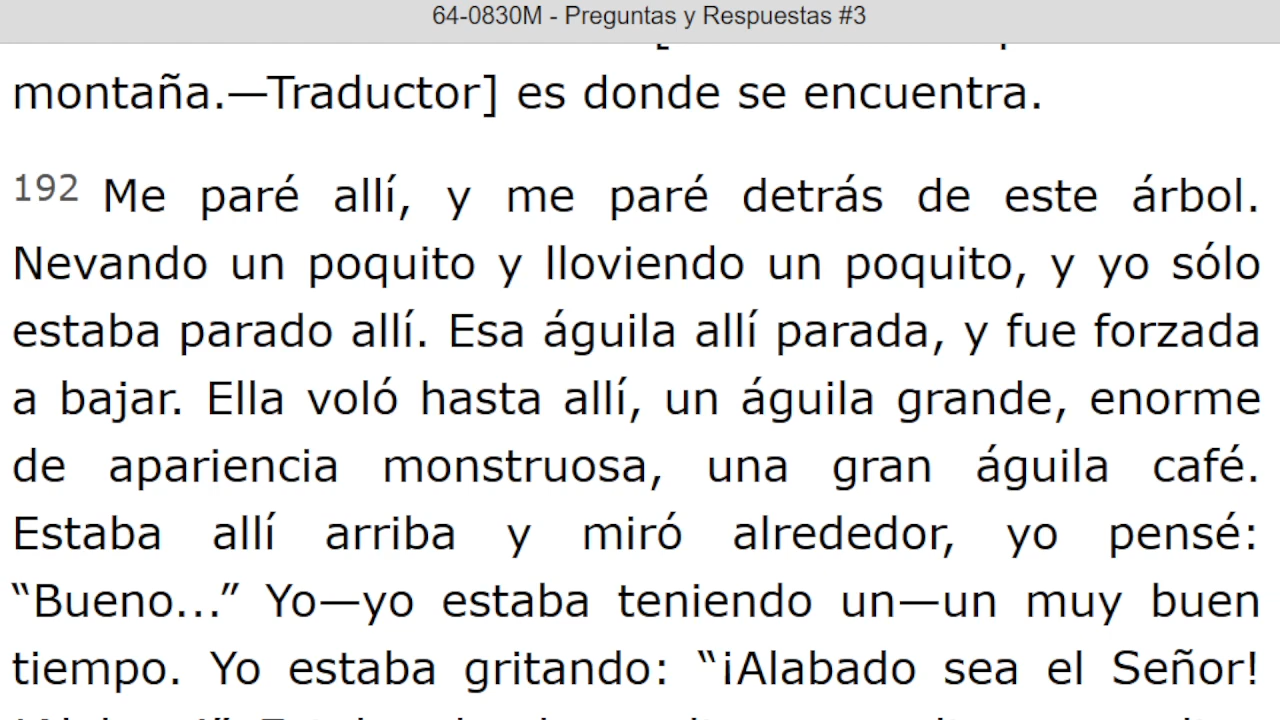 64-0830M - Preguntas y Respuestas #3
montaña.—Traductor] es donde se encuentra.
192 Me paré allí, y me paré detrás de este árbol.
Nevando un poquito y lloviendo un poquito, y yo sólo
estaba parado allí. Esa águila allí parada, y fue forzada
a bajar. Ella voló hasta allí, un águila grande, enorme
de apariencia monstruosa, una gran águila café.
Estaba allí arriba y miró alrededor, yo pensé:
“Bueno...” Yo—yo estaba teniendo un—un muy buen
tiempo. Yo estaba gritando: “¡Alabado sea el Señor!